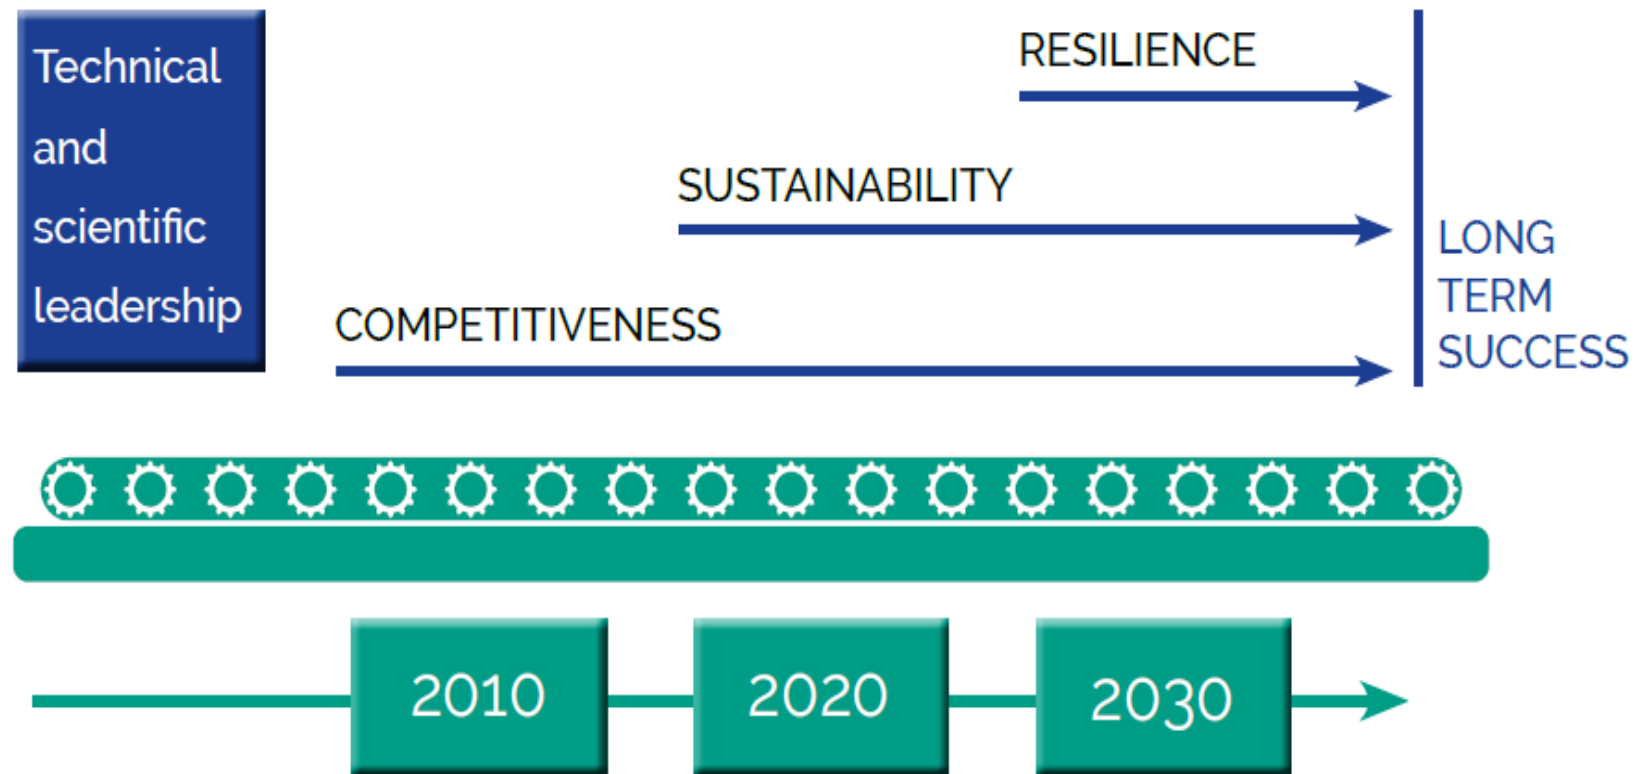 Technical
and
scientific
leadership
RESILIENCE
SUSTAINABILITY
COMPETITIVENESS
LONG
TERM
SUCCESS
2010
2020
2030